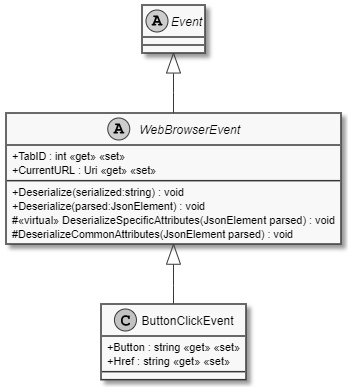 A Event
A WebBrowserEvent
+TabID : int «get» «set»
+CurrentURL : Uri «get» «set»
+Deserialize(serialized:string) : void
+Deserialize(parsed:JsonElement) : void
#«virtual» DeserializeSpecificAttributes(JsonElement parsed) : void
#DeserializeCommonAttributes(JsonElement parsed) : void
C ButtonClickEvent
+Button : string «get» «set»
+Href : string «get» «set»